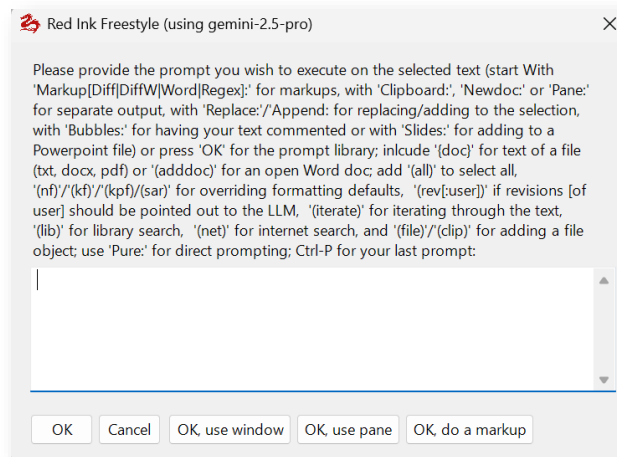 Red Ink Freestyle (using gemini-2.5-pro)
Please provide the prompt you wish to execute on the selected text (start With
'Markup[Diff|DiffW|Word|Regex]:' for markups, with 'Clipboard:', 'Newdoc:' or 'Pane:'
for separate output, with 'Replace:'/'Append: for replacing/adding to the selection,
with 'Bubbles:' for having your text commented or with 'Slides:' for adding to a
Powerpoint file) or press 'OK' for the prompt library; inlcude '{doc}' for text of a file
(txt, docx, pdf) or '(adddoc)' for an open Word doc; add '(all)' to select all,
'(nf)'/'(kf)'/'(kpf)/(sar)' for overriding formatting defaults,  '(rev[:user])' if revisions [of
user] should be pointed out to the LLM,  '(iterate)' for iterating through the text,
'(lib)' for library search,  '(net)' for internet search, and '(file)'/'(clip)' for adding a file
object; use 'Pure:' for direct prompting; Ctrl-P for your last prompt:
OK Cancel OK, use window OK, use pane OK, do a markup